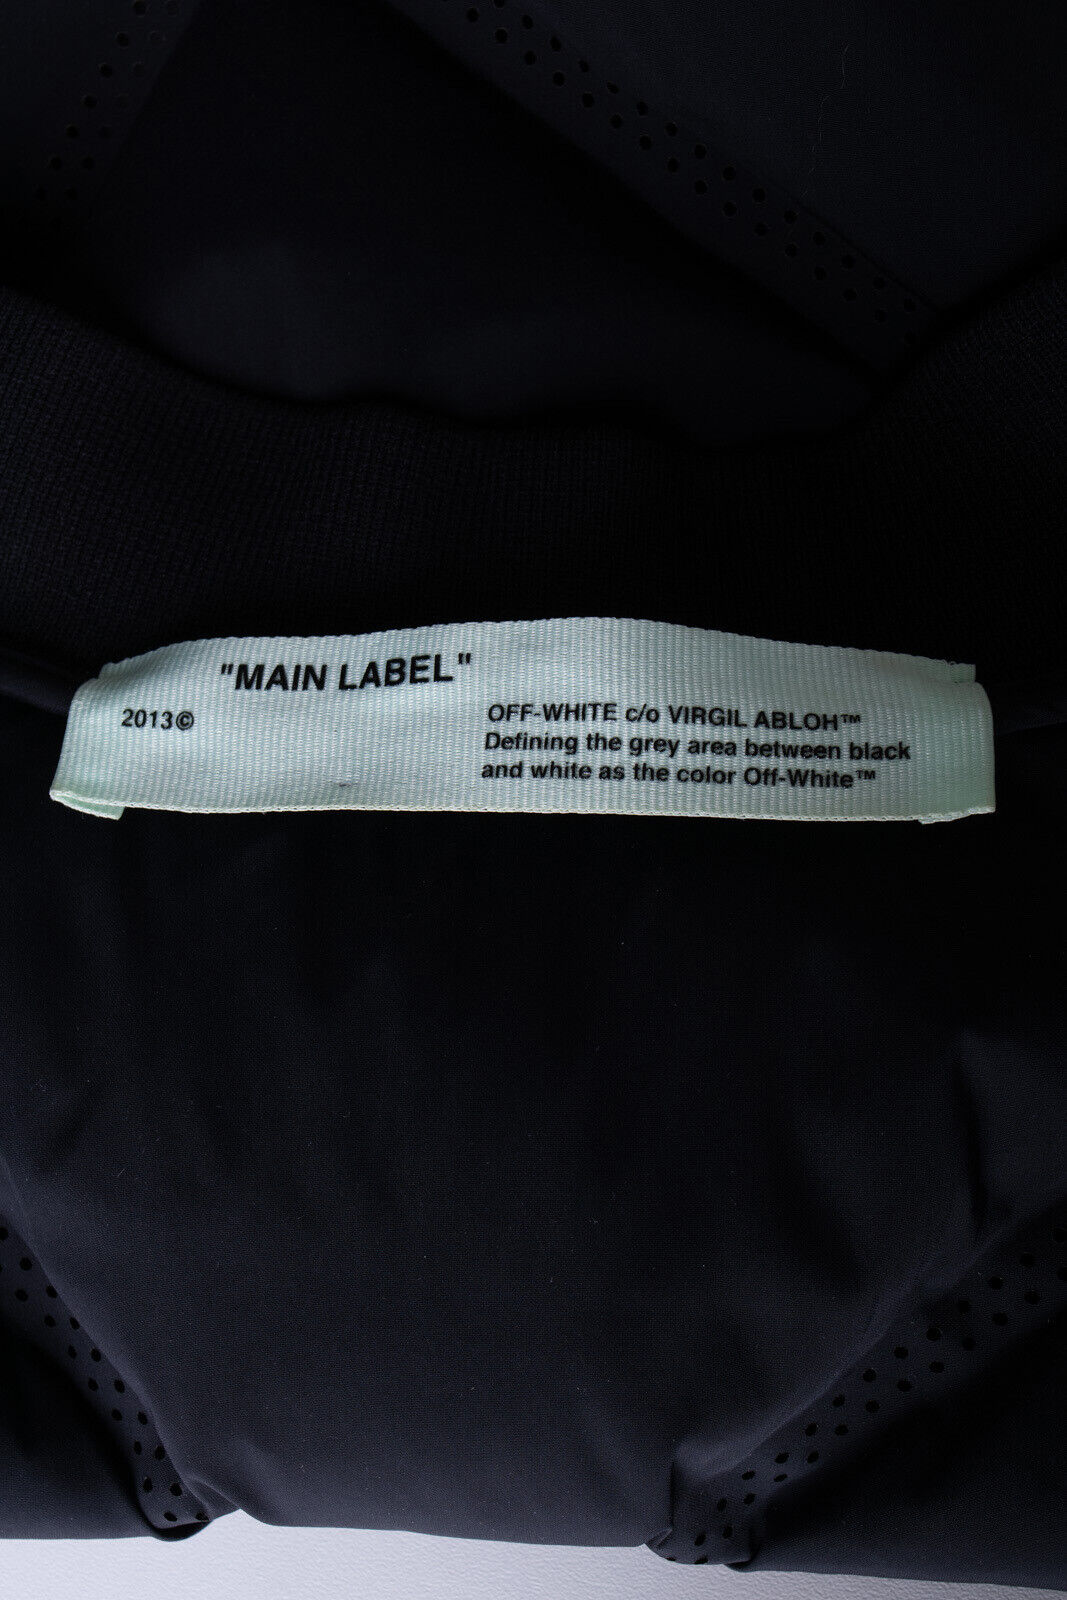 "MAIN LABEL"
2013©
OFF-WHITE c/o VIRGIL ABLOH™
Defining the grey area between black
and white as the color Off-White™